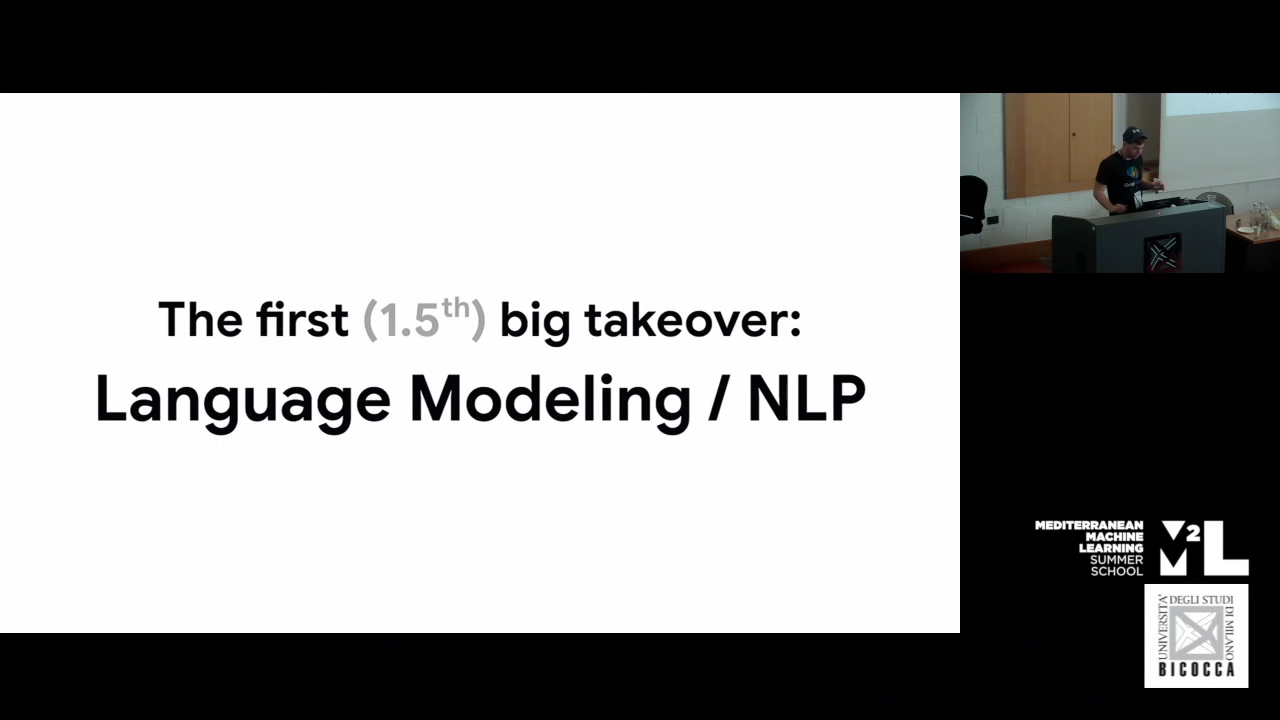 The first (1.5th) big takeover:
Language Modeling / NLP
MEDITERRANEAN
MACHINE
LEARNING
SUMMER
SCHOOL
M2L
UNIVERSITA'
DEGLI STUDI
DI MILANO
BICOCCA